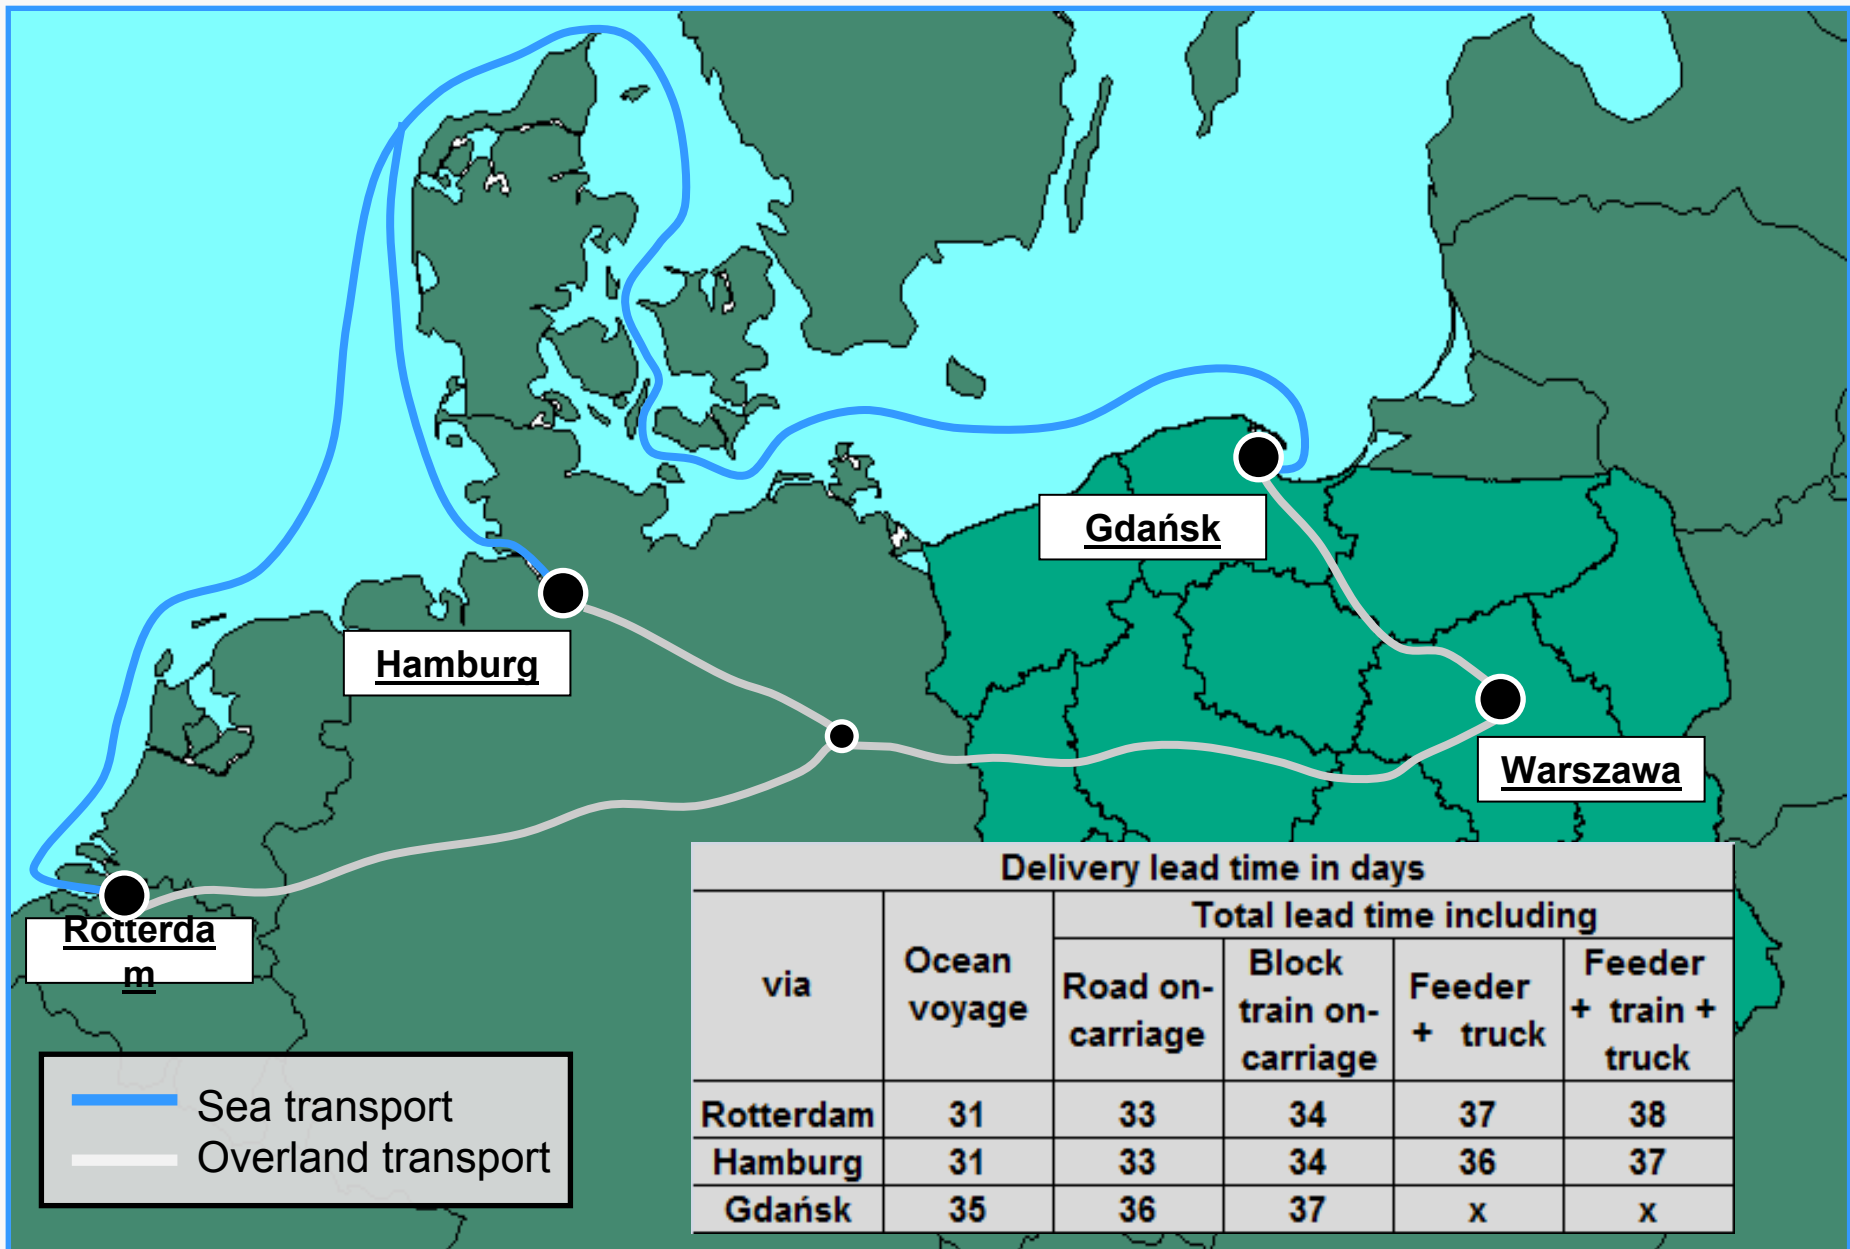 Gdańsk
Hamburg
Warszawa
Rotterda
m
Sea transport
Overland transport
Delivery lead time in days
via
Ocean
voyage
Total lead time including
Road on-
carriage
Block
train on-
carriage
Feeder
+ truck
Feeder
+ train +
truck
Rotterdam 31 33 34 37 38
Hamburg 31 33 34 36 37
Gdańsk 35 36 37 x x